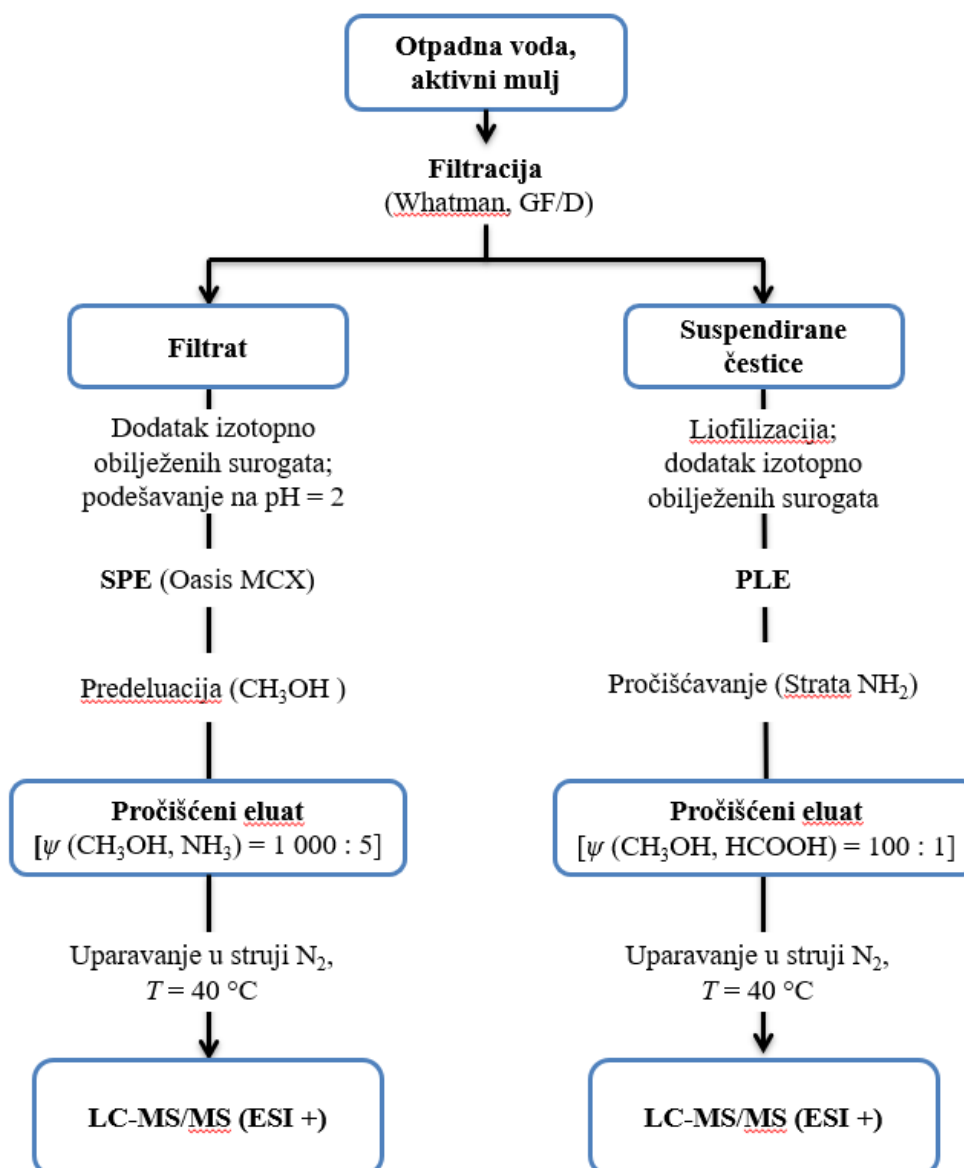 Otpadna voda,
aktivni mulj
Filtracija
(Whatman, GF/D)
Filtrat
Dodatak izotopno
obilježenih surogata;
podešavanje na pH = 2
SPE (Oasis MCX)
Predeluacija (CH₃OH )
Pročišćeni eluat
[ψ (CH₃OH, NH₃) = 1 000 : 5]
Uparavanje u struji N₂,
T = 40 °C
LC-MS/MS (ESI +)
Suspendirane
čestice
Liofilizacija;
dodatak izotopno
obilježenih surogata
PLE
Pročišćavanje (Strata NH₂)
Pročišćeni eluat
[ψ (CH₃OH, HCOOH) = 100 : 1]
Uparavanje u struji N₂,
T = 40 °C
LC-MS/MS (ESI +)